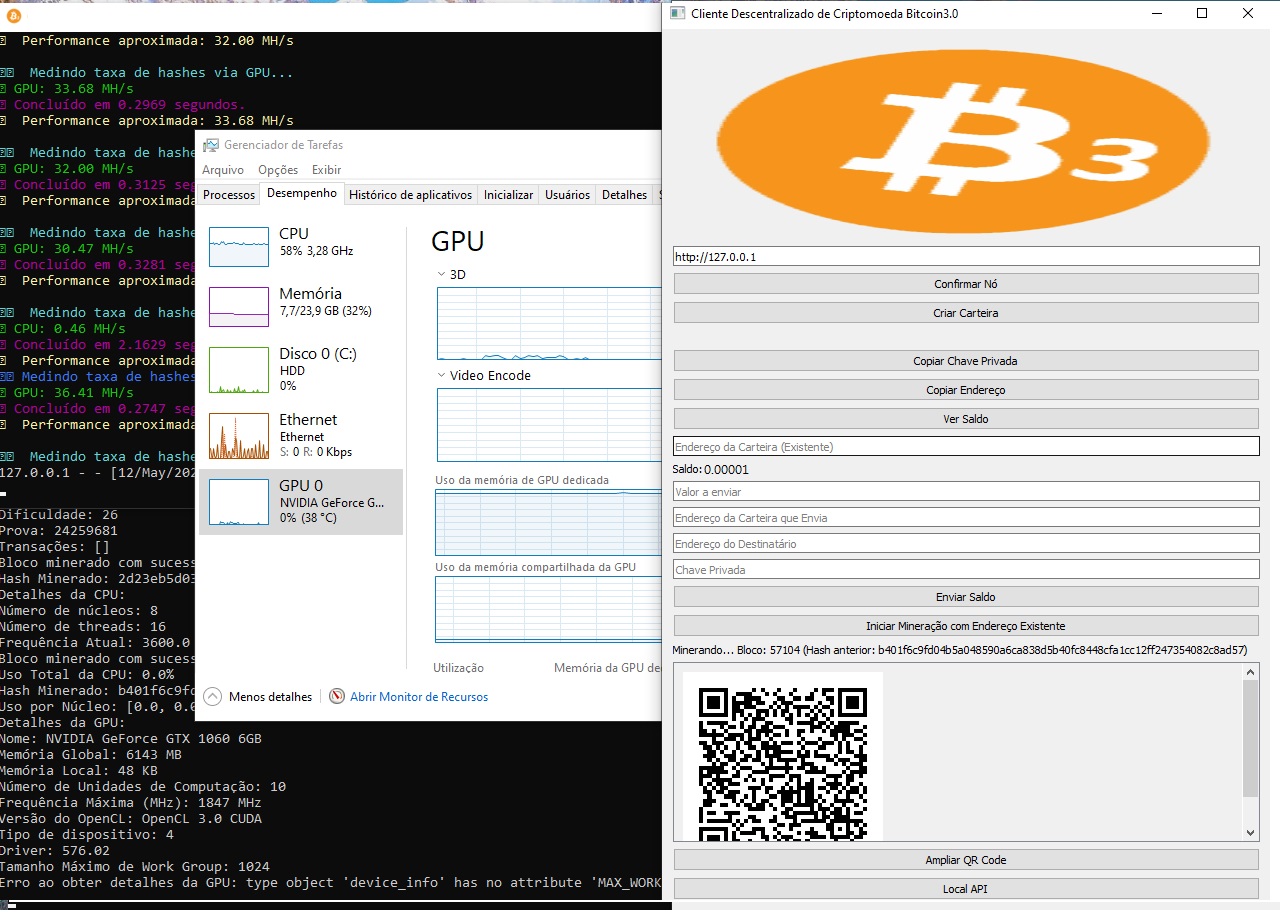 Performance aproximada: 32.00 MH/s
Medindo taxa de hashes via GPU...
GPU: 33.68 MH/s
Concluído em 0.2969 segundos.
Performance aproximada: 33.68 MH/s
Medindo taxa de hashe
GPU: 32.00 MH/s
Concluído em 0.3125 seg
Performance aproximada
Medindo taxa de hashe
GPU: 30.47 MH/s
Concluído em 0.3281 seg
Performance aproximada
Medindo taxa de hashe
CPU: 0.46 MH/s
Concluído em 2.1629 seg
Performance aproximada
Medindo taxa de hashes
GPU: 36.41 MH/s
Concluído em 0.2747 seg
Performance aproximada
Medindo taxa de hashe
127.0.0.1 - - [12/May/202
Dificuldade: 26
Prova: 24259681
Transações: []
Bloco minerado com sucess
Hash Minerado: 2d23eb5d03
Detalhes da CPU:
Número de núcleos: 8
Número de threads: 16
Frequência Atual: 3600.0
Bloco minerado com sucess
Uso Total da CPU: 0.0%
Hash Minerado: b401f6c9fd
Uso por Núcleo: [0.0, 0.0
Detalhes da GPU:
Nome: NVIDIA GeForce GTX 1060 6GB
Memória Global: 6143 MB
Memória Local: 48 KB
Número de Unidades de Computação: 10
Frequência Máxima (MHz): 1847 MHz
Versão do OpenCL: OpenCL 3.0 CUDA
Tipo de dispositivo: 4
Driver: 576.02
Tamanho Máximo de Work Group: 1024
Erro ao obter detalhes da GPU: type object 'device_info' has no attribute 'MAX_WORK
Gerenciador de Tarefas
Arquivo Opções Exibir
Processos Desempenho Histórico de aplicativos Inicializar Usuários Detalhes S
CPU
58% 3,28 GHz
Memória
7,7/23,9 GB (32%)
Disco 0 (C:)
HDD
0%
Ethernet
Ethernet
S: 0 R: 0 Kbps
GPU 0
NVIDIA GeForce G...
0% (38 °C)
GPU
3D
Video Encode
Uso da memória de GPU dedicada
Uso da memória compartilhada da GPU
Utilização Memória da GPU de
Menos detalhes Abrir Monitor de Recursos
Cliente Descentralizado de Criptomoeda Bitcoin3.0
₿3
http://127.0.0.1
Confirmar Nó
Criar Carteira
Copiar Chave Privada
Copiar Endereço
Ver Saldo
Endereço da Carteira (Existente)
Saldo: 0.00001
Valor a enviar
Endereço da Carteira que Envia
Endereço do Destinatário
Chave Privada
Enviar Saldo
Iniciar Mineração com Endereço Existente
Minerando... Bloco: 57104 (Hash anterior: b401f6c9fd04b5a048590a6ca838d5b40fc8448cfa1cc12ff247354082c8ad57)
Ampliar QR Code
Local API